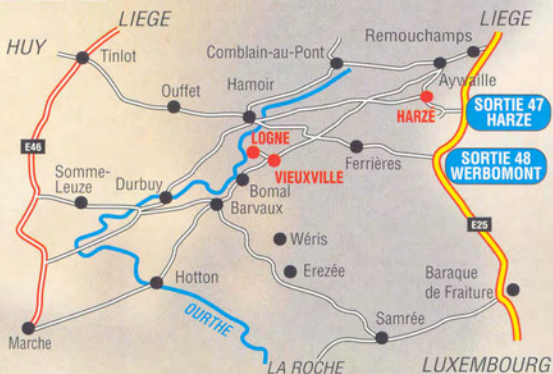 LIEGE
LIEGE
HUY
Tinlot
Comblain-au-Pont
Remouchamps
Aywaille
Ouffet
Hamoir
HARZE
SORTIE 47
HARZE
E46
LOGNE
Ferrières
SORTIE 48
WERBOMONT
Somme-
Leuze
Durbuy
VIEUXVILLE
Bomal
Barvaux
E25
Wéris
Erezée
Hotton
Baraque
de Fraiture
OURTHE
Samrée
Marche
LA ROCHE
LUXEMBOURG